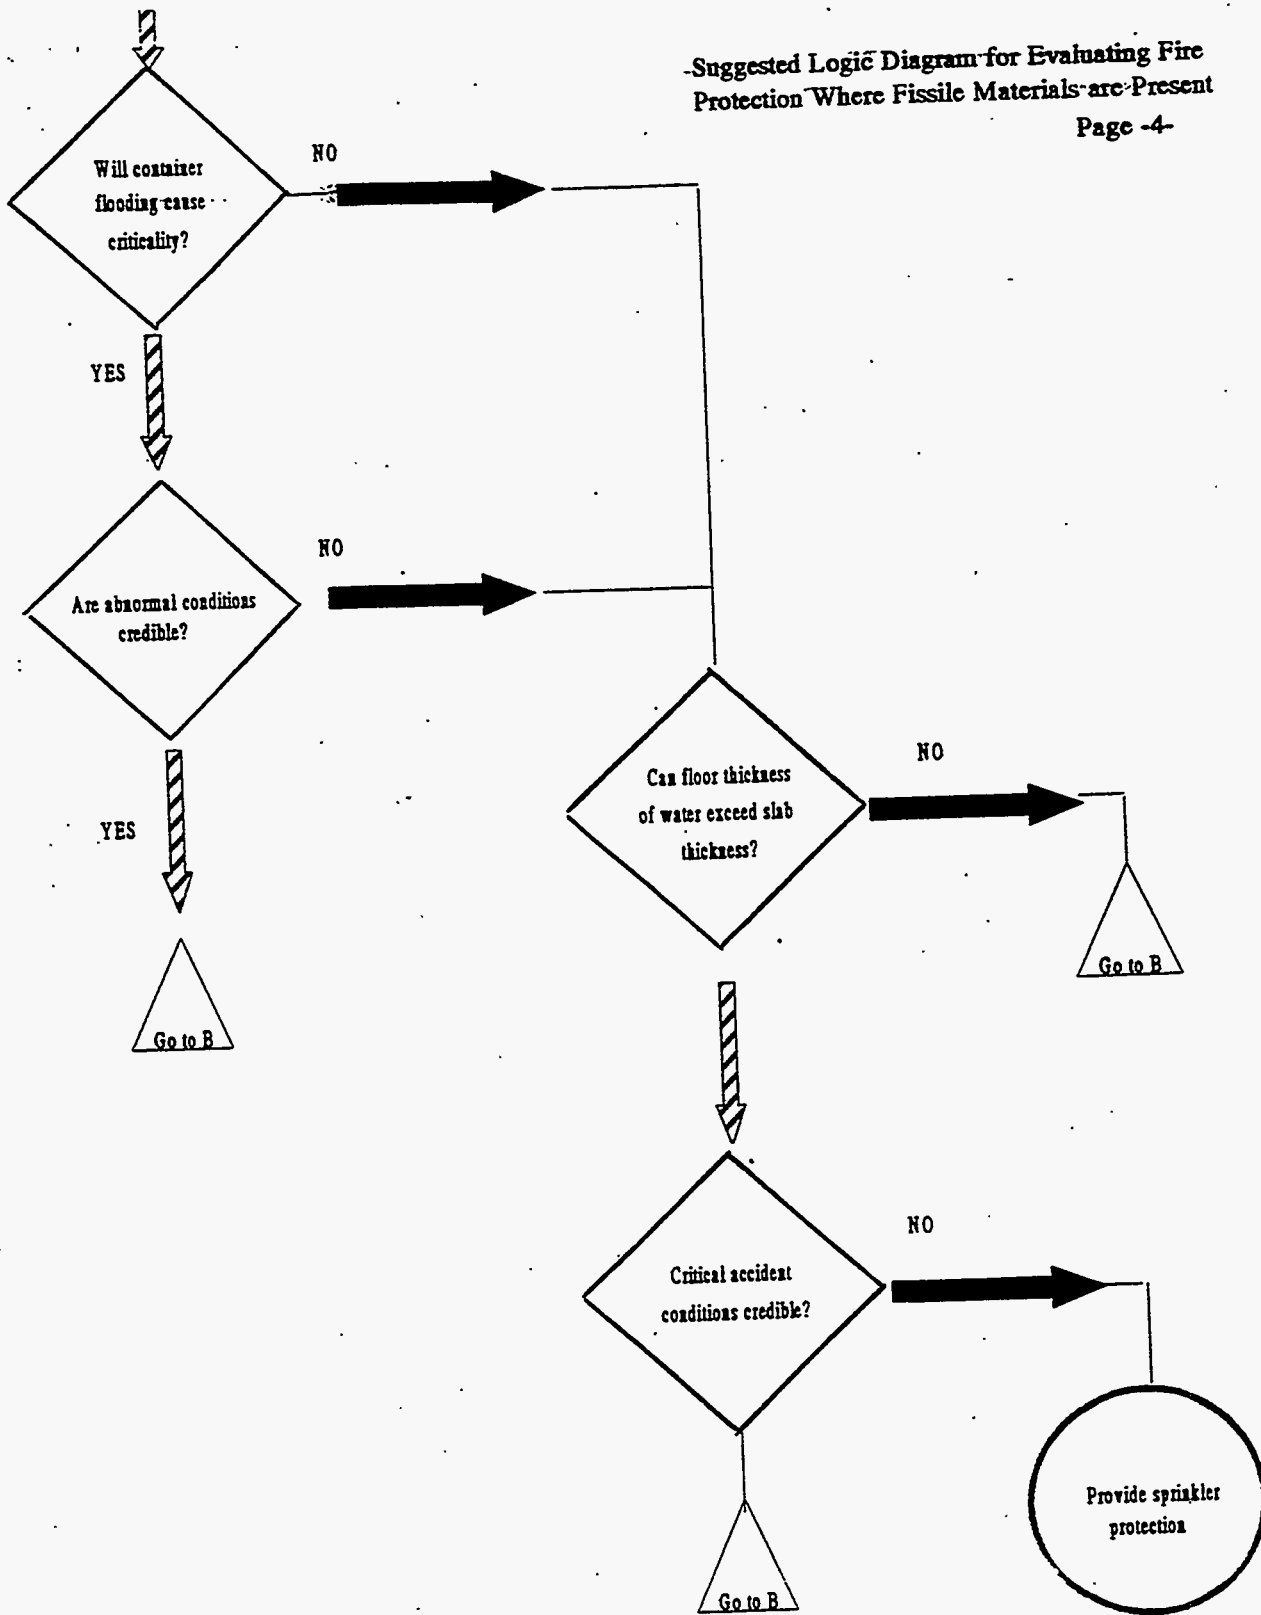 -Suggested Logic Diagram for Evaluating Fire
Protection Where Fissile Materials are Present
Page -4-
Will container
flooding cause
criticality?
NO
YES
Are abnormal conditions
credible?
NO
YES
Go to B
Can floor thickness
of water exceed slab
thickness?
NO
Go to B
Critical accident
conditions credible?
NO
Provide sprinkler
protection
Go to B